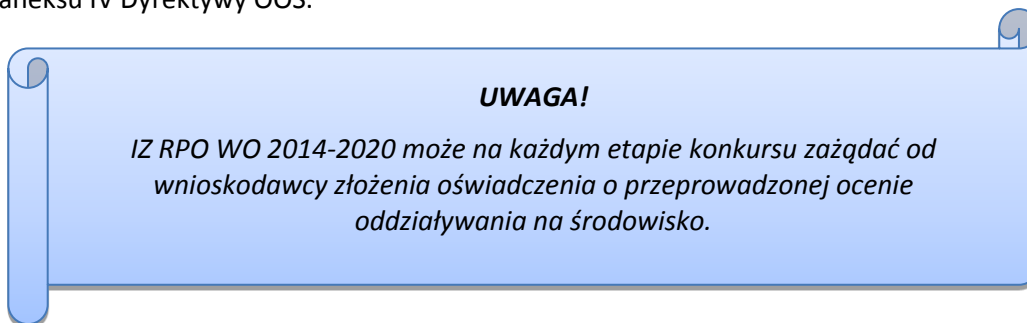 aneksu IV Dyrektywy OOŚ.
UWAGA!
IZ RPO WO 2014-2020 może na każdym etapie konkursu zażądać od
wnioskodawcy złożenia oświadczenia o przeprowadzonej ocenie
oddziaływania na środowisko.